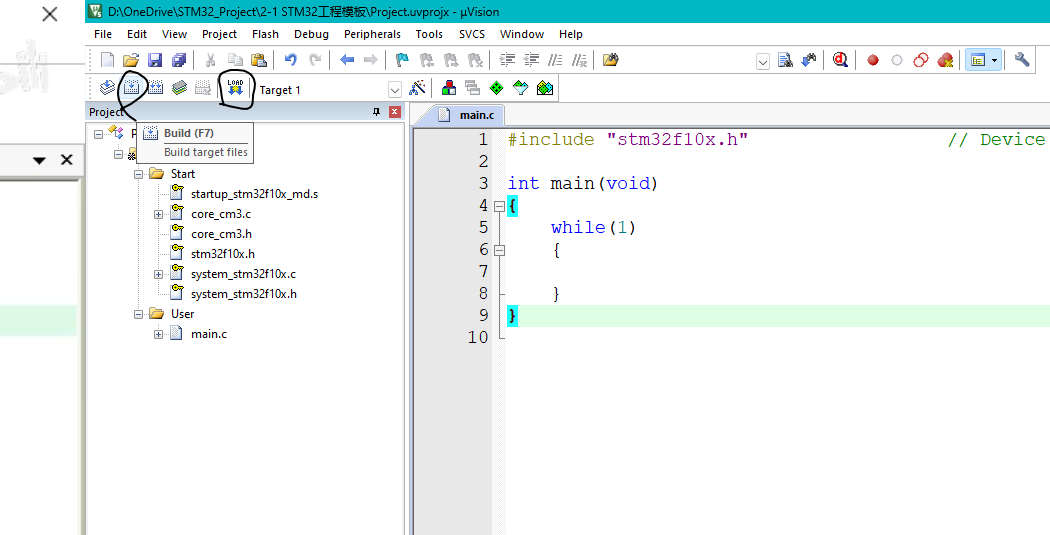 D:\OneDrive\STM32_Project\2-1 STM32工程模板\Project.uvprojx - µVision
File Edit View Project Flash Debug Peripherals Tools SVCS Window Help
LOAD
Target 1
Project
main.c
P
Build (F7)
Build target files
Start
startup_stm32f10x_md.s
core_cm3.c
core_cm3.h
stm32f10x.h
system_stm32f10x.c
system_stm32f10x.h
User
main.c
1 #include "stm32f10x.h" // Device
2
3 int main(void)
4 {
5 while(1)
6 {
7
8 }
9 }
10